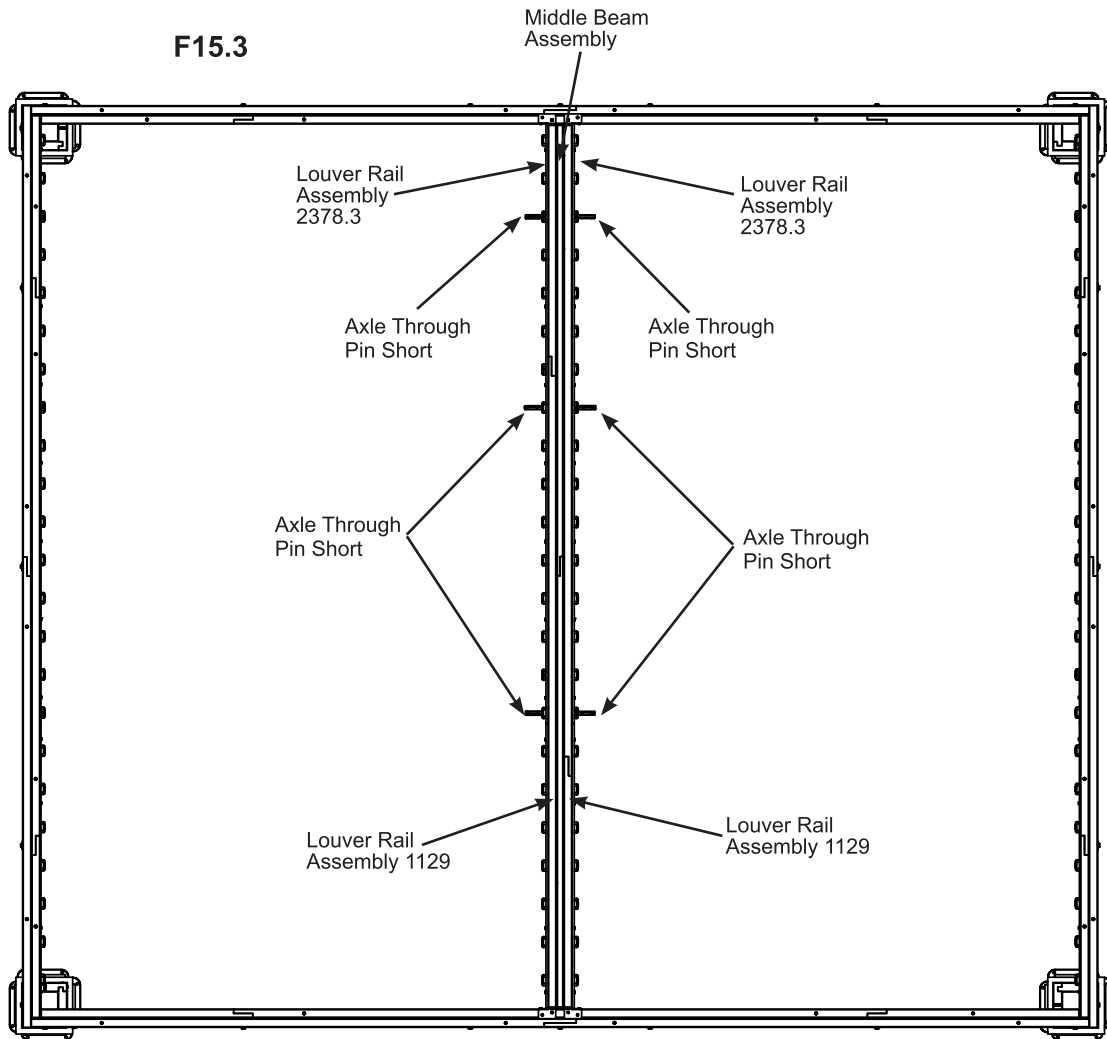 F15.3
Middle Beam
Assembly
Louver Rail
Assembly
2378.3
Louver Rail
Assembly
2378.3
Axle Through
Pin Short
Axle Through
Pin Short
Axle Through
Pin Short
Axle Through
Pin Short
Louver Rail
Assembly 1129
Louver Rail
Assembly 1129